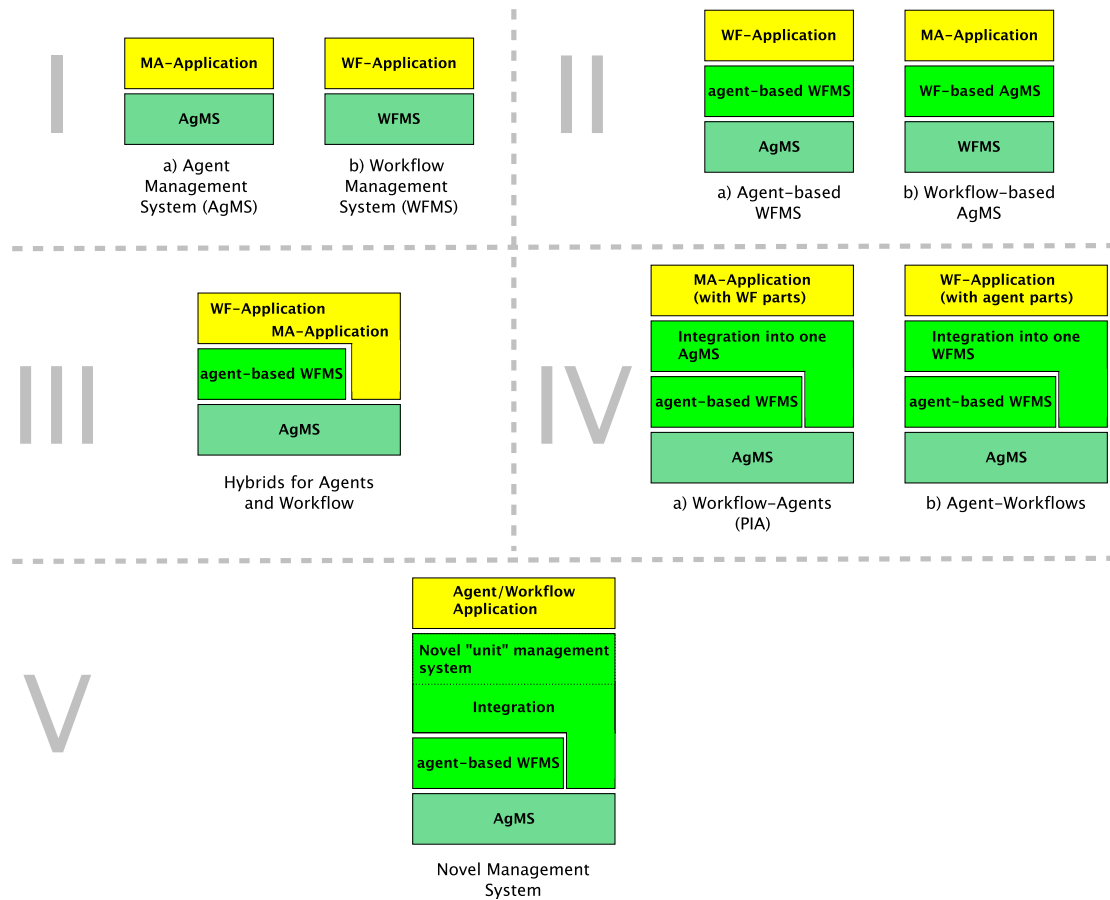 I
MA-Application
AgMS
a) Agent
Management
System (AgMS)
WF-Application
WFMS
b) Workflow
Management
System (WFMS)
II
WF-Application
agent-based WFMS
AgMS
a) Agent-based
WFMS
MA-Application
WF-based AgMS
WFMS
b) Workflow-based
AgMS
III
WF-Application
MA-Application
agent-based WFMS
AgMS
Hybrids for Agents
and Workflow
IV
MA-Application
(with WF parts)
Integration into one
AgMS
agent-based WFMS
AgMS
a) Workflow-Agents
(PIA)
WF-Application
(with agent parts)
Integration into one
WFMS
agent-based WFMS
AgMS
b) Agent-Workflows
V
Agent/Workflow
Application
Novel "unit" management
system
Integration
agent-based WFMS
AgMS
Novel Management
System